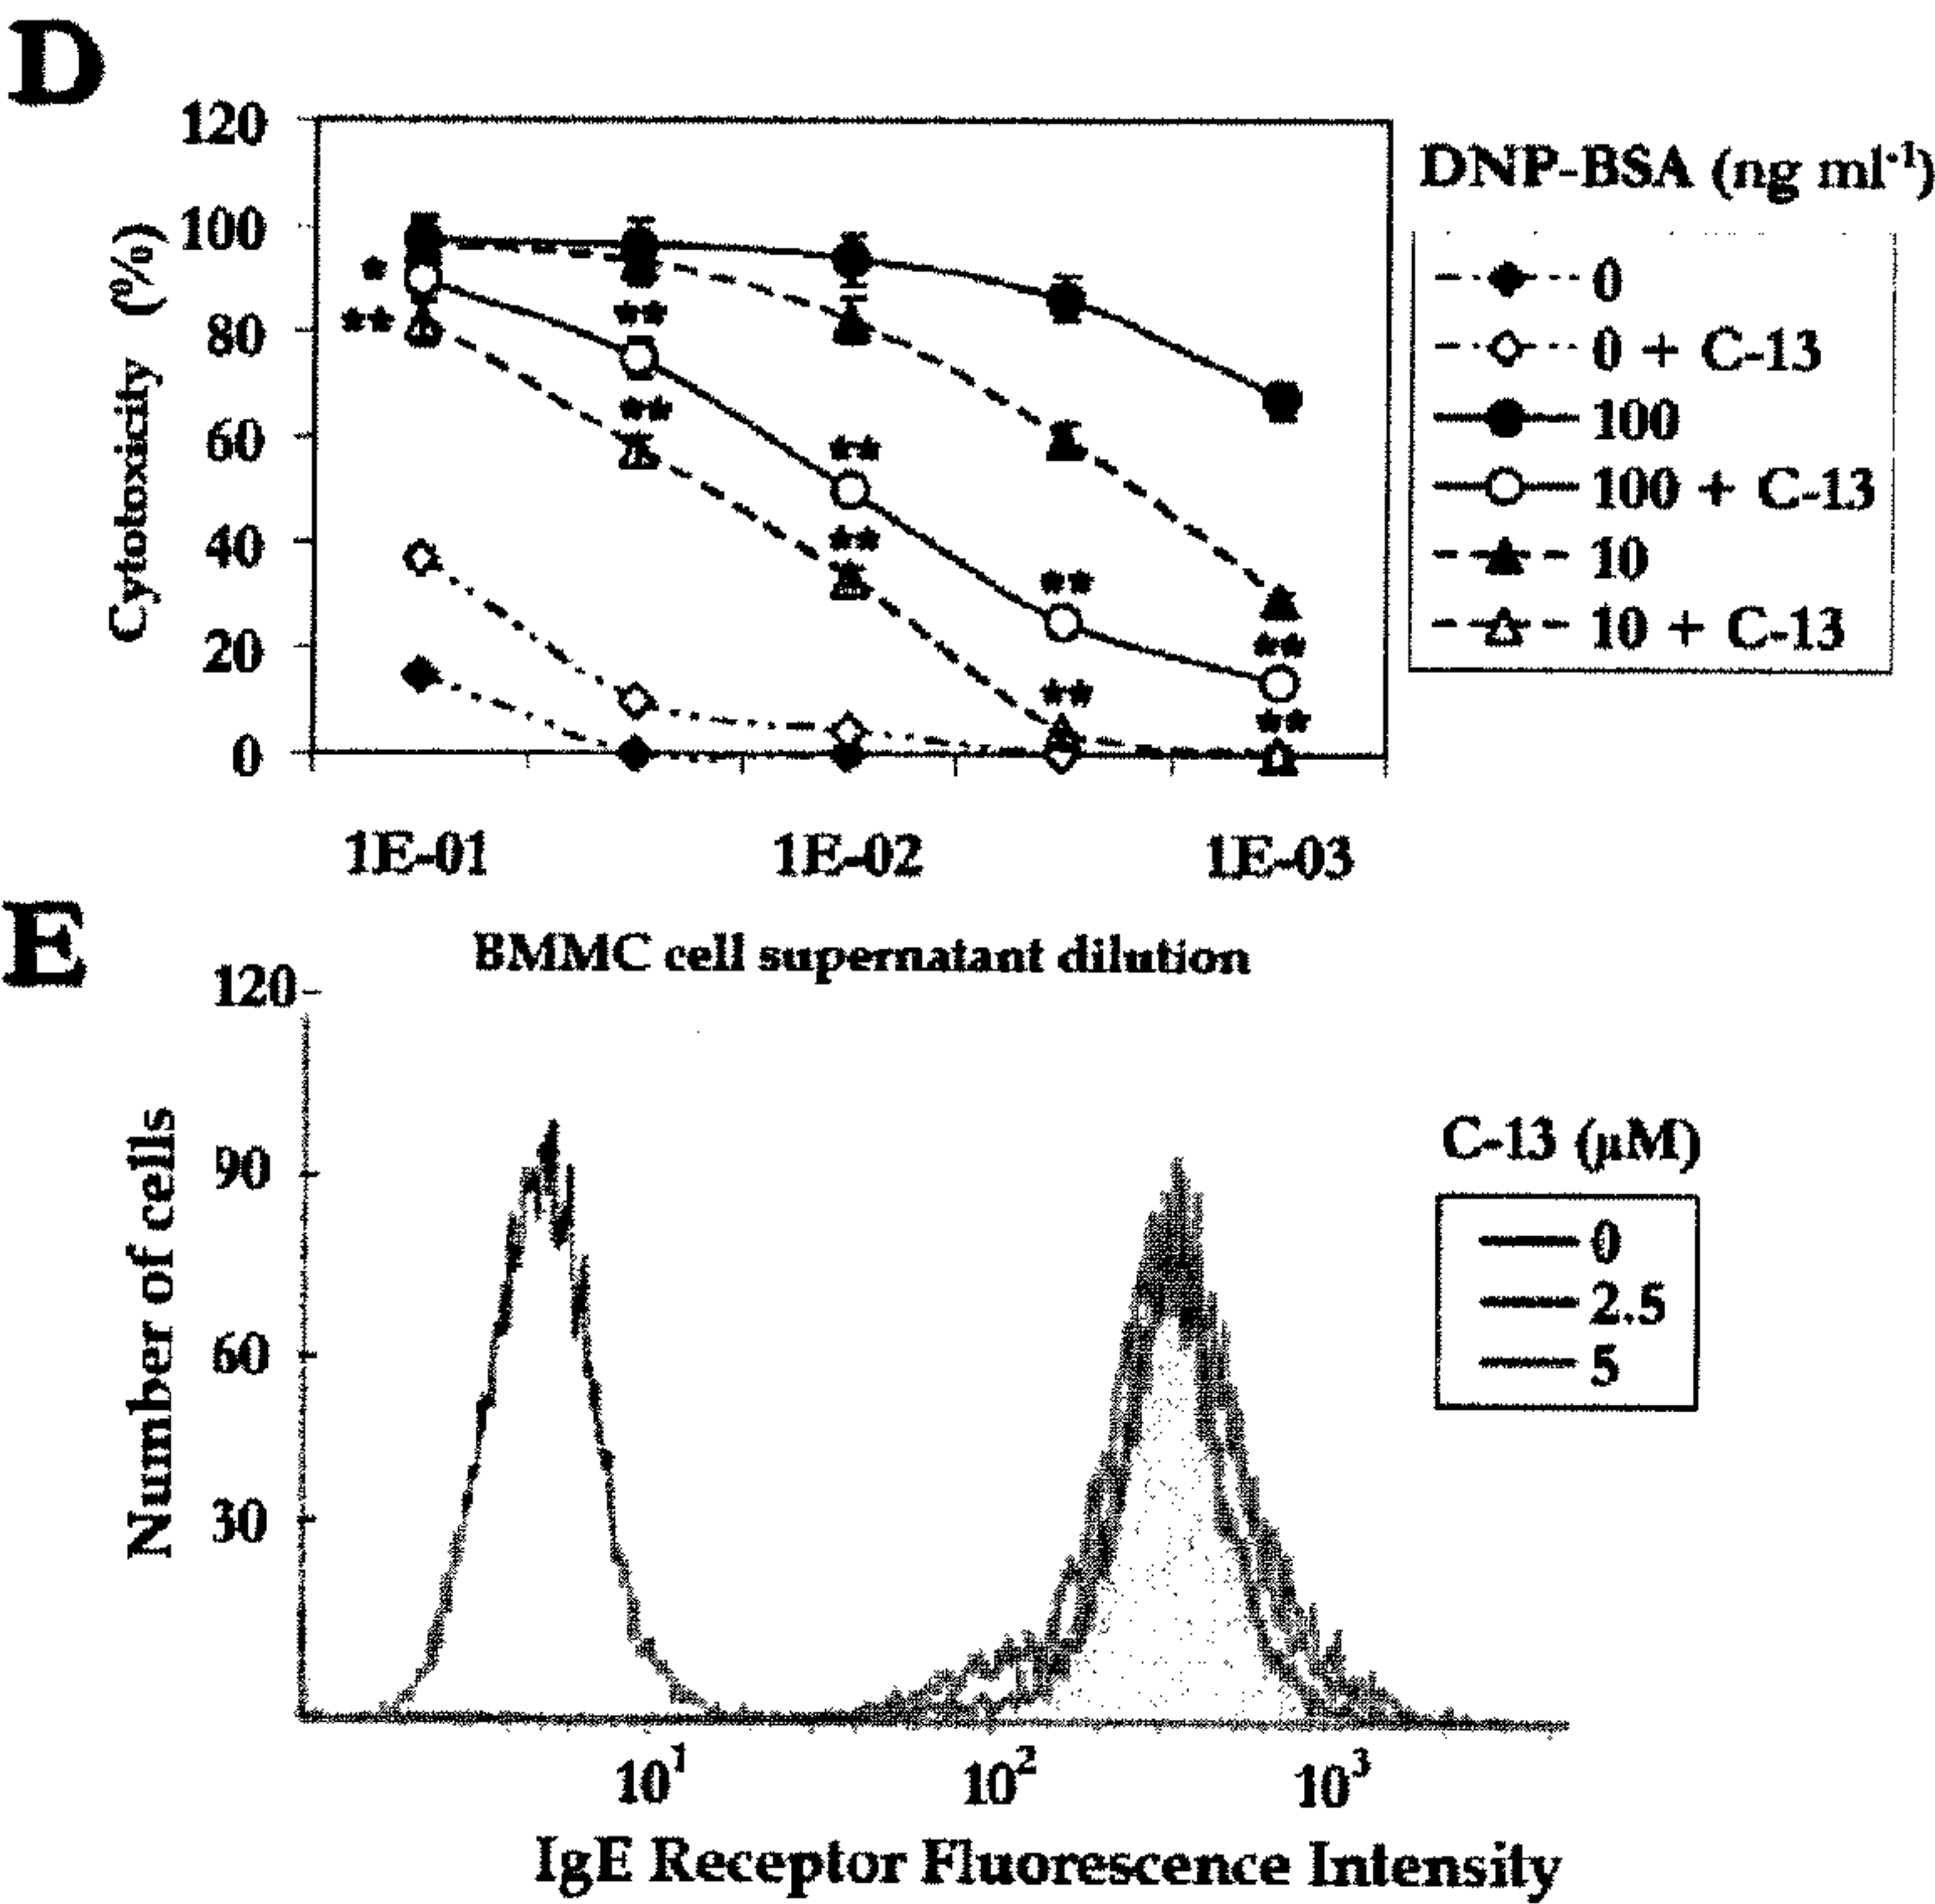 D
120
100
80
60
40
20
0
Cytotoxicity (%)
* **
** ** ** ** ** ** ** **
1E-01 1E-02 1E-03
BMMC cell supernatant dilution
DNP-BSA (ng ml⁻¹)
0
0 + C-13
100
100 + C-13
10
10 + C-13
E
120
90
60
30
Number of cells
10¹ 10² 10³
IgE Receptor Fluorescence Intensity
C-13 (μM)
0
2.5
5